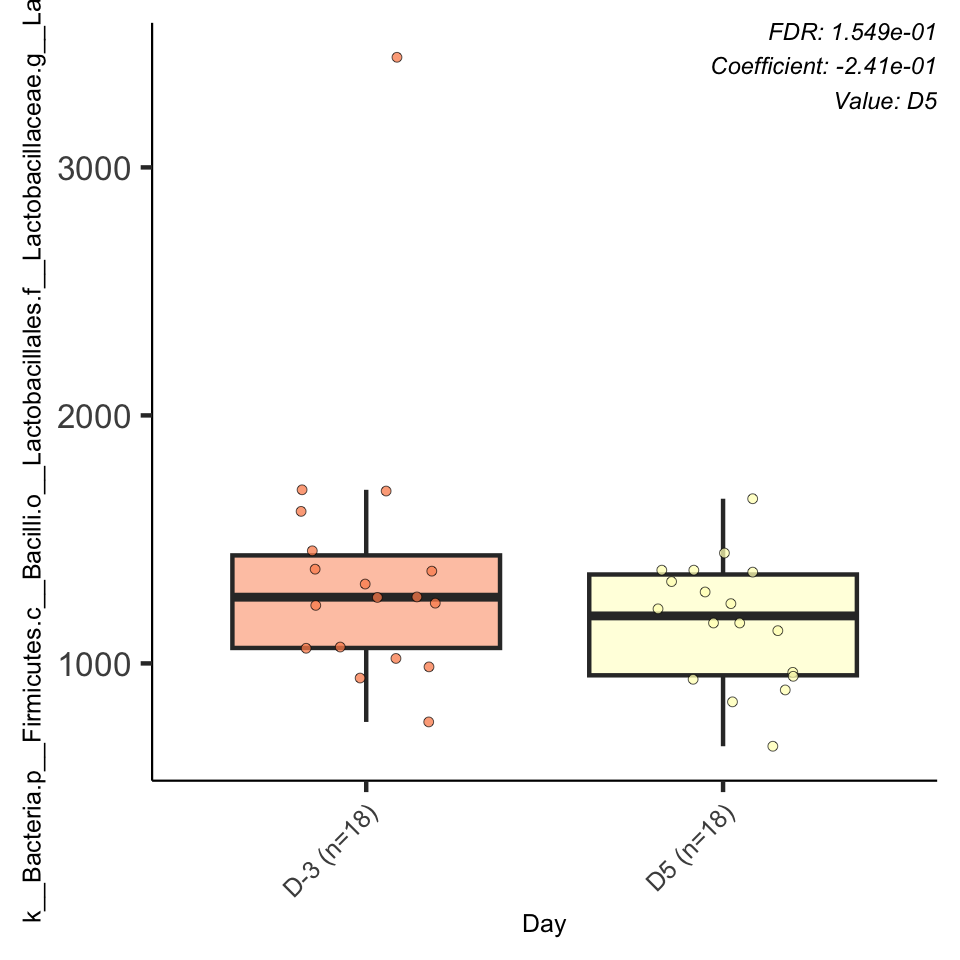 FDR: 1.549e-01
Coefficient: -2.41e-01
Value: D5
k__Bacteria.p__Firmicutes.c__Bacilli.o__Lactobacillales.f__Lactobacillaceae.g__La
3000
2000
1000
D-3 (n=18)
D5 (n=18)
Day